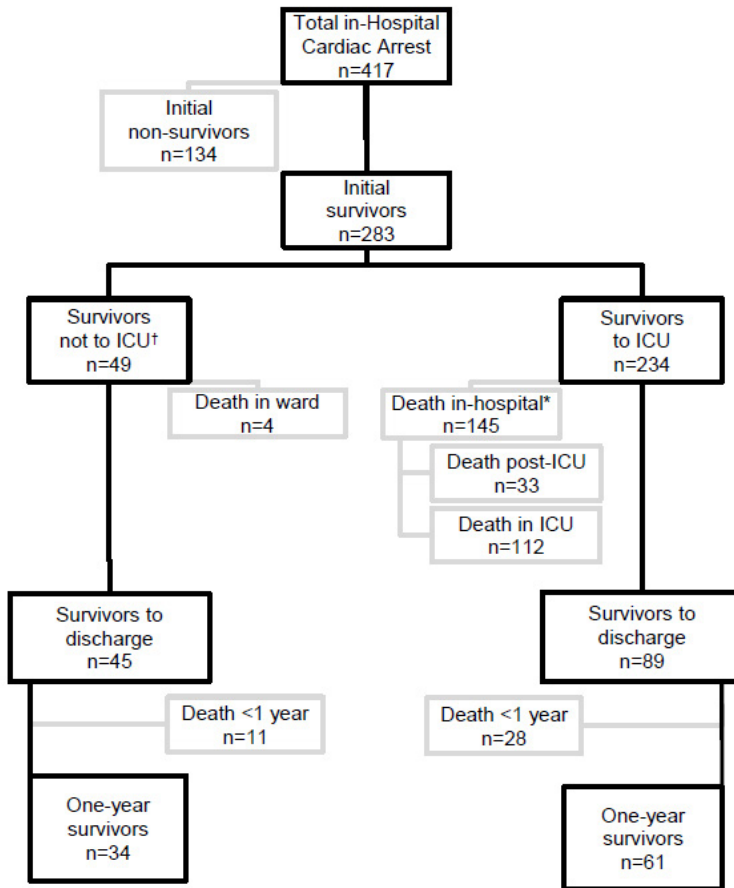 Total in-Hospital
Cardiac Arrest
n=417
Initial
non-survivors
n=134
Initial
survivors
n=283
Survivors
not to ICU†
n=49
Survivors
to ICU
n=234
Death in ward
n=4
Death in-hospital*
n=145
Death post-ICU
n=33
Death in ICU
n=112
Survivors to
discharge
n=45
Survivors to
discharge
n=89
Death <1 year
n=11
Death <1 year
n=28
One-year
survivors
n=34
One-year
survivors
n=61